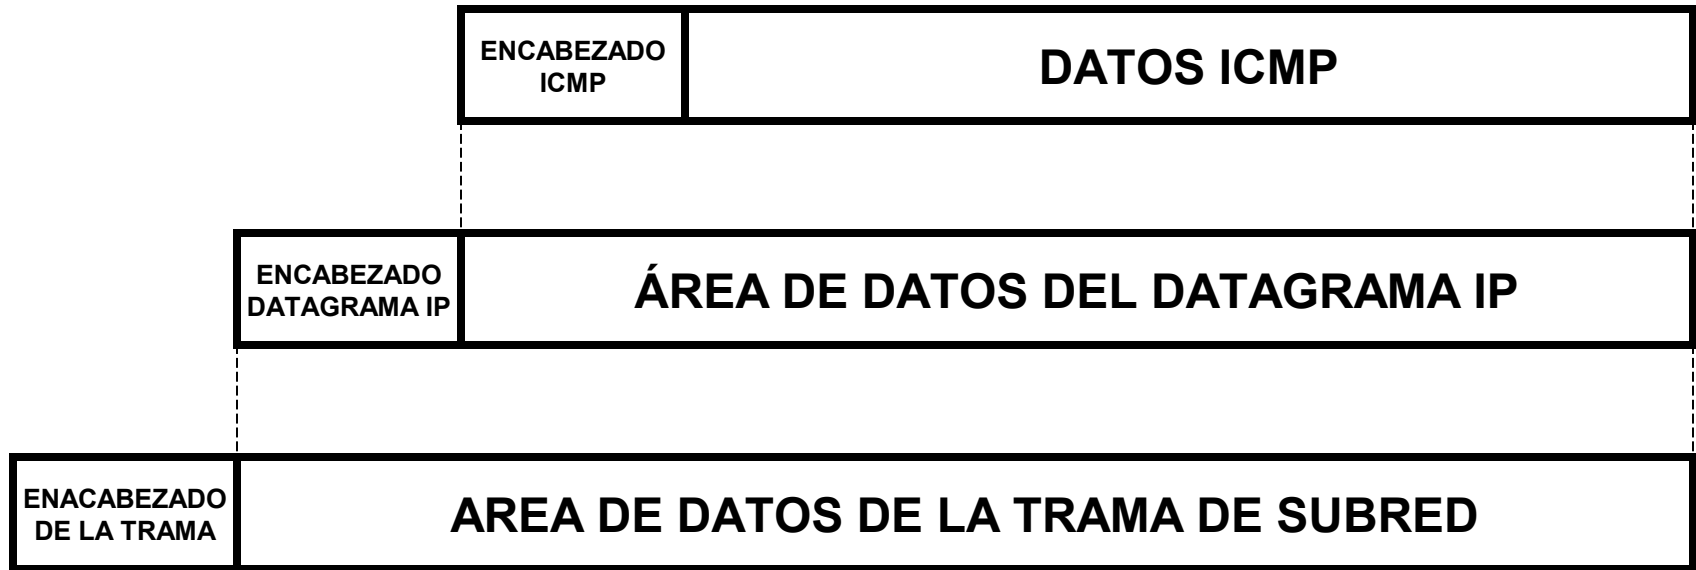 ENCABEZADO
ICMP
DATOS ICMP
ENCABEZADO
DATAGRAMA IP
ÁREA DE DATOS DEL DATAGRAMA IP
ENACABEZADO
DE LA TRAMA
AREA DE DATOS DE LA TRAMA DE SUBRED